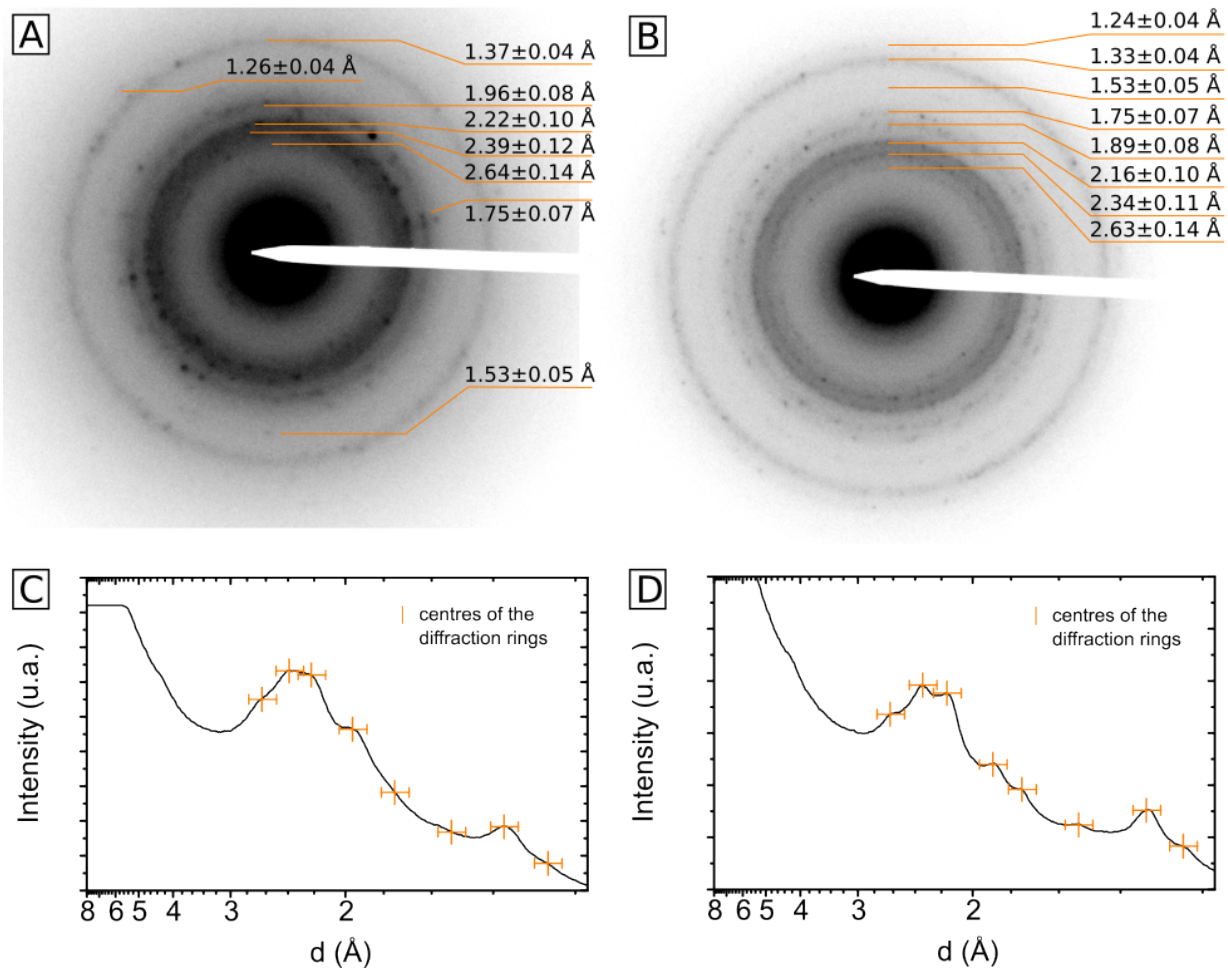 A
1.37±0.04 Å
1.26±0.04 Å
1.96±0.08 Å
2.22±0.10 Å
2.39±0.12 Å
2.64±0.14 Å
1.75±0.07 Å
1.53±0.05 Å
B
1.24±0.04 Å
1.33±0.04 Å
1.53±0.05 Å
1.75±0.07 Å
1.89±0.08 Å
2.16±0.10 Å
2.34±0.11 Å
2.63±0.14 Å
C
centres of the
diffraction rings
Intensity (u.a.)
8 6 5 4 3 2
d (Å)
D
centres of the
diffraction rings
Intensity (u.a.)
8 6 5 4 3 2
d (Å)